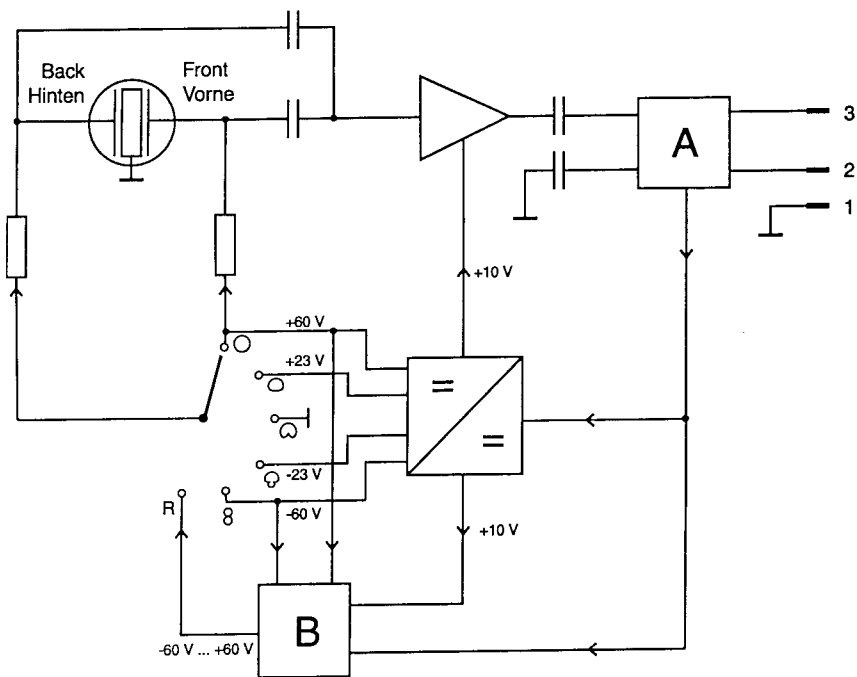 Back
Hinten
Front
Vorne
A
3
2
1
+10 V
+60 V
+23 V
=
=
-23 V
R
-60 V
+10 V
B
-60 V ... +60 V